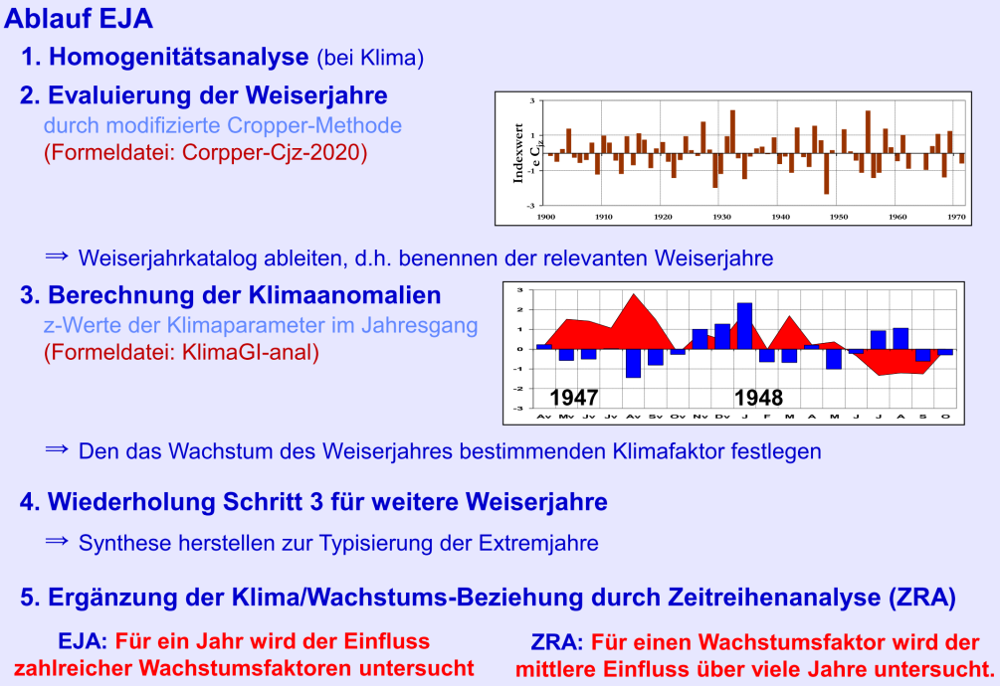 Ablauf EJA
1. Homogenitätsanalyse (bei Klima)
2. Evaluierung der Weiserjahre
durch modifizierte Cropper-Methode
(Formeldatei: Corpper-Cjz-2020)
Indexwert
e Cjz
3
1
-1
-3
1900 1910 1920 1930 1940 1950 1960 1970
⇒ Weiserjahrkatalog ableiten, d.h. benennen der relevanten Weiserjahre
3. Berechnung der Klimaanomalien
z-Werte der Klimaparameter im Jahresgang
(Formeldatei: KlimaGI-anal)
3
2
1
0
-1
-2
-3
1947 1948
Av Mv Jv Jv Av Sv Ov Nv Dv J F M A M J J A S O
⇒ Den das Wachstum des Weiserjahres bestimmenden Klimafaktor festlegen
4. Wiederholung Schritt 3 für weitere Weiserjahre
⇒ Synthese herstellen zur Typisierung der Extremjahre
5. Ergänzung der Klima/Wachstums-Beziehung durch Zeitreihenanalyse (ZRA)
EJA: Für ein Jahr wird der Einfluss
zahlreicher Wachstumsfaktoren untersucht
ZRA: Für einen Wachstumsfaktor wird der
mittlere Einfluss über viele Jahre untersucht.